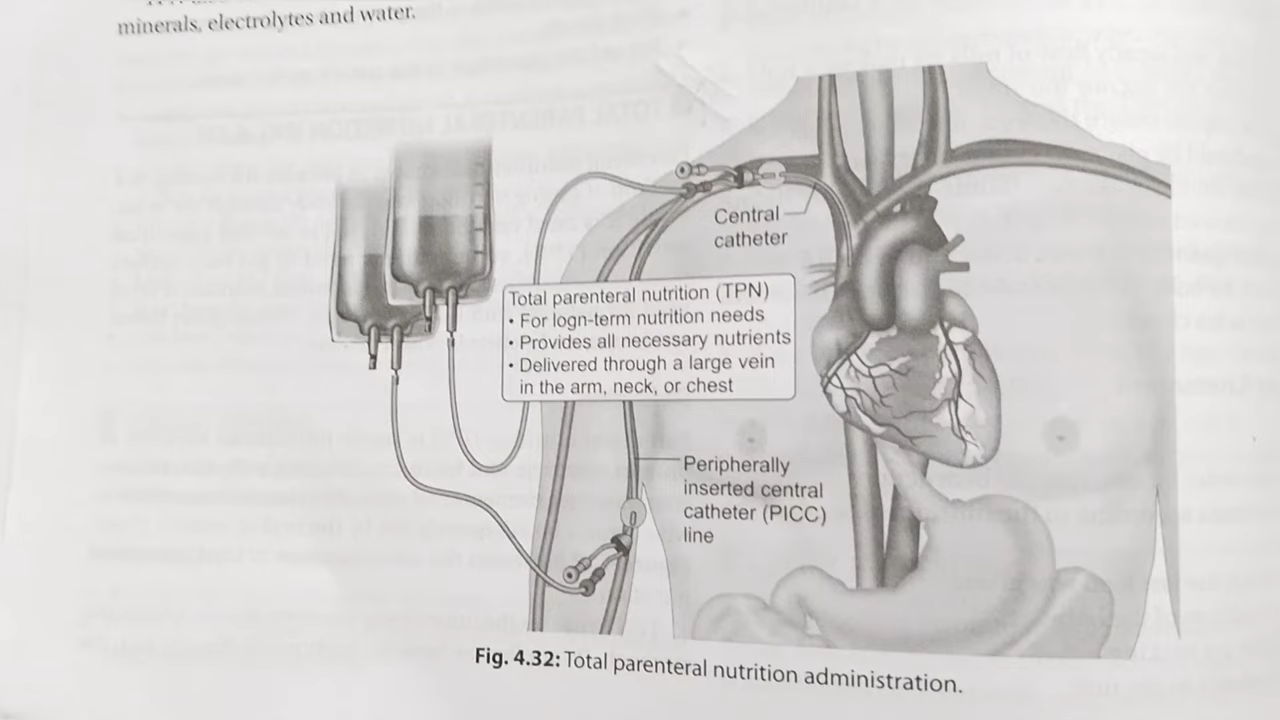 minerals, electrolytes and water.
Central
catheter
Total parenteral nutrition (TPN)
• For logn-term nutrition needs
• Provides all necessary nutrients
• Delivered through a large vein
in the arm, neck, or chest
Peripherally
inserted central
catheter (PICC)
line
Fig. 4.32: Total parenteral nutrition administration.